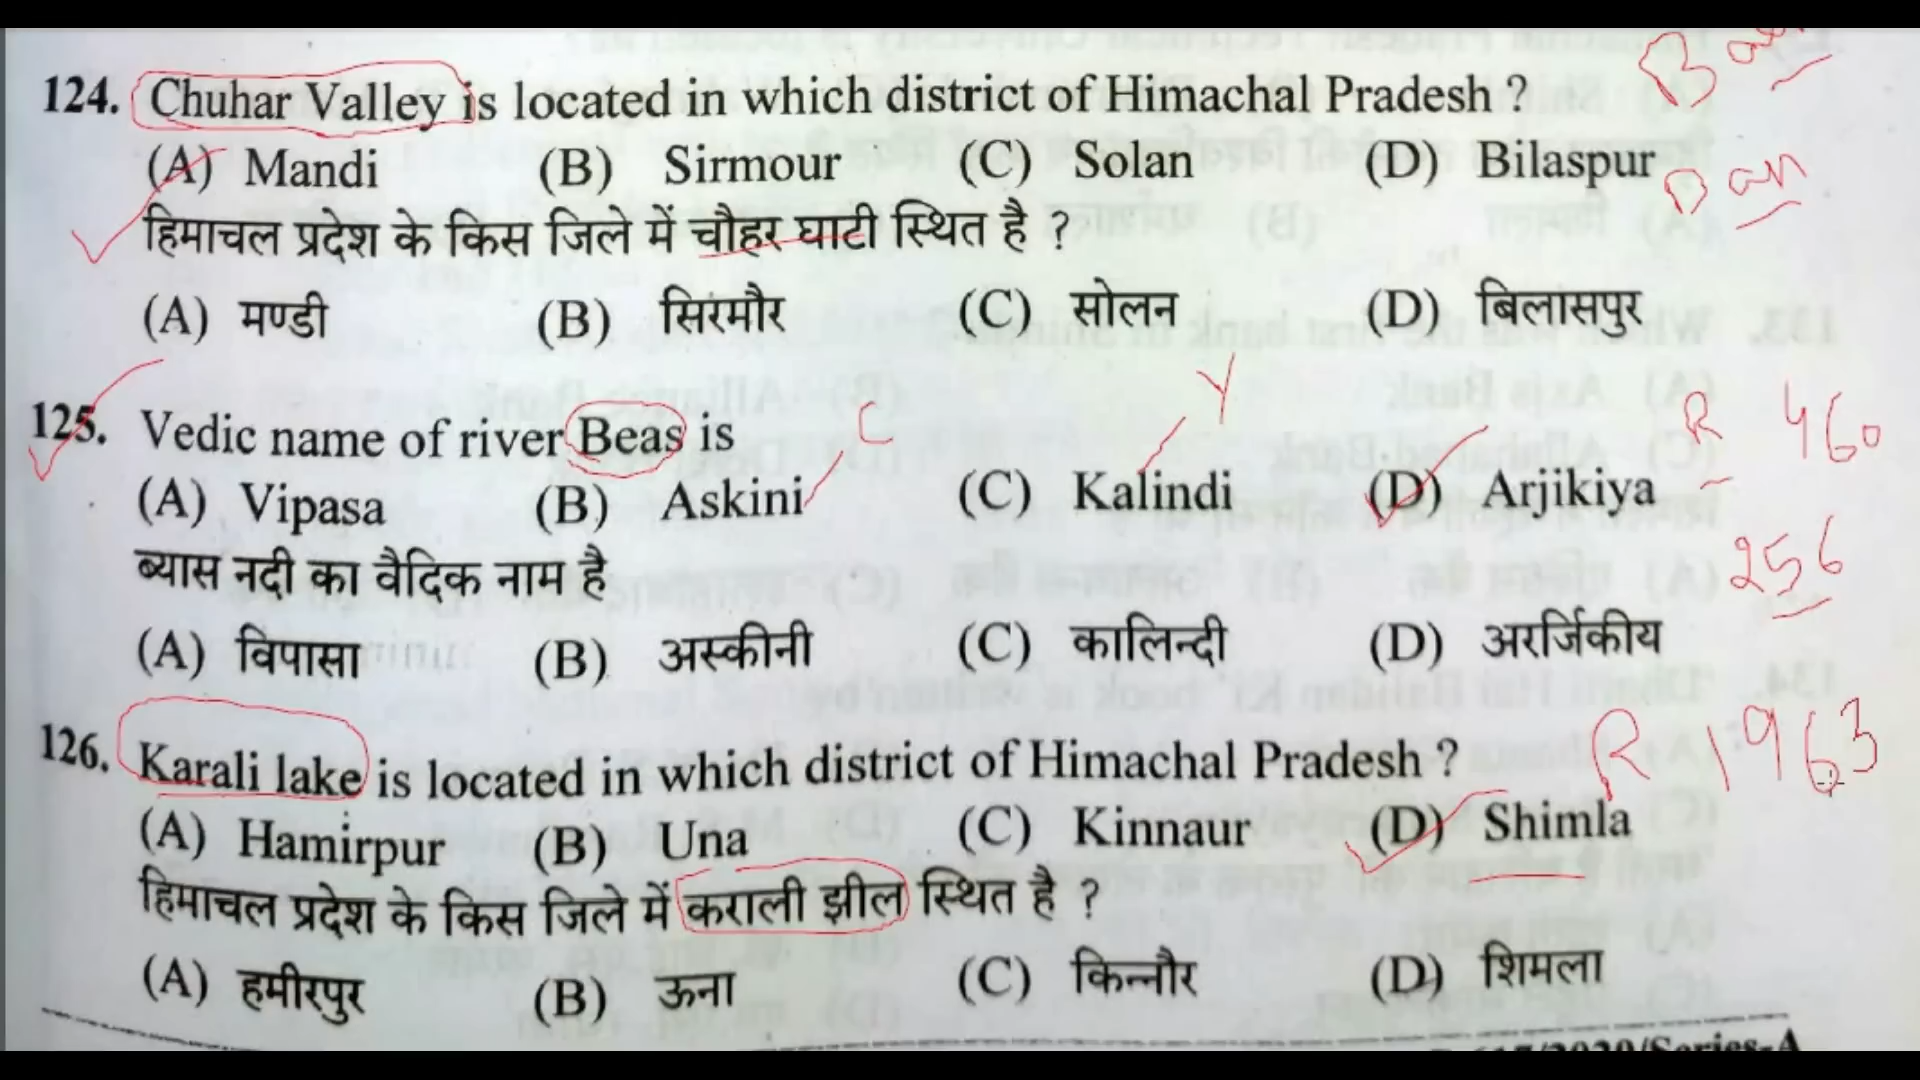 124. Chuhar Valley is located in which district of Himachal Pradesh ?
(A) Mandi (B) Sirmour (C) Solan (D) Bilaspur
हिमाचल प्रदेश के किस जिले में चौहर घाटी स्थित है ?
(A) मण्डी (B) सिरमौर (C) सोलन (D) बिलासपुर
Y
125. Vedic name of river Beas is C R 460
(A) Vipasa (B) Askini (C) Kalindi (D) Arjikiya
ब्यास नदी का वैदिक नाम है 256
(A) विपासा (B) अस्कीनी (C) कालिन्दी (D) अरर्जिकीय
126. Karali lake is located in which district of Himachal Pradesh ? R 1963
(A) Hamirpur (B) Una (C) Kinnaur (D) Shimla
हिमाचल प्रदेश के किस जिले में कराली झील स्थित है ?
(A) हमीरपुर (B) ऊना (C) किन्नौर (D) शिमला